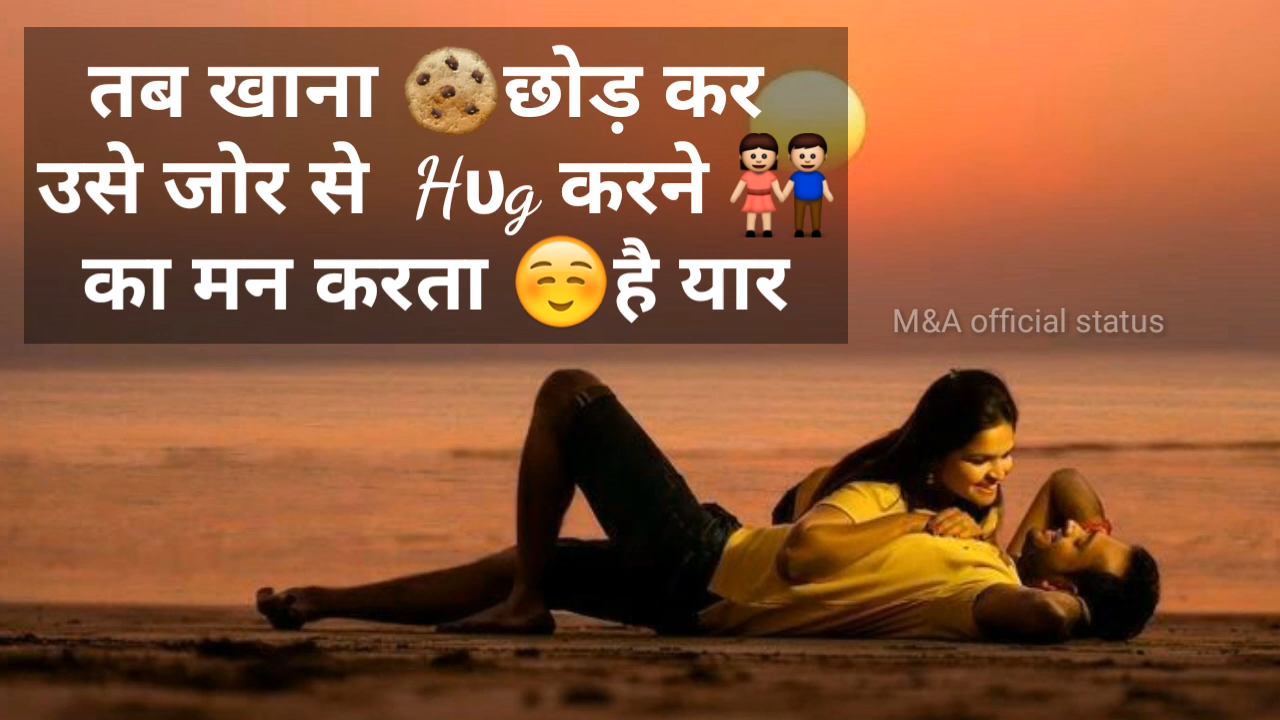 तब खाना 🍪छोड़ कर
उसे जोर से Hug करने 👫
का मन करता ☺️है यार
M&A official status